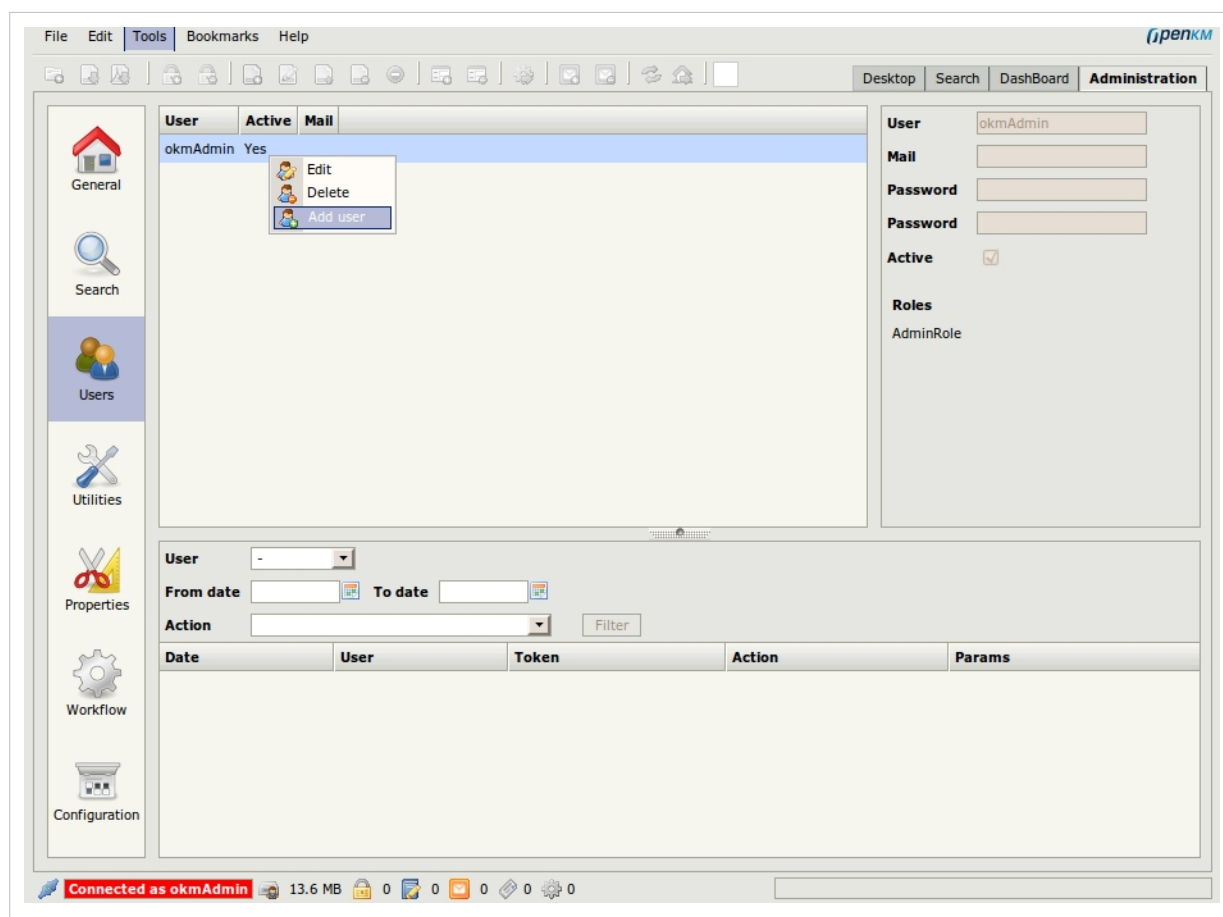 File Edit Tools Bookmarks Help
OpenKM
Desktop Search DashBoard Administration
General
Search
Users
Utilities
Properties
Workflow
Configuration
User Active Mail
okmAdmin Yes
Edit
Delete
Add user
User okmAdmin
Mail
Password
Password
Active
Roles
AdminRole
User -
From date To date
Action Filter
Date User Token Action Params
Connected as okmAdmin 13.6 MB 0 0 0 0 0